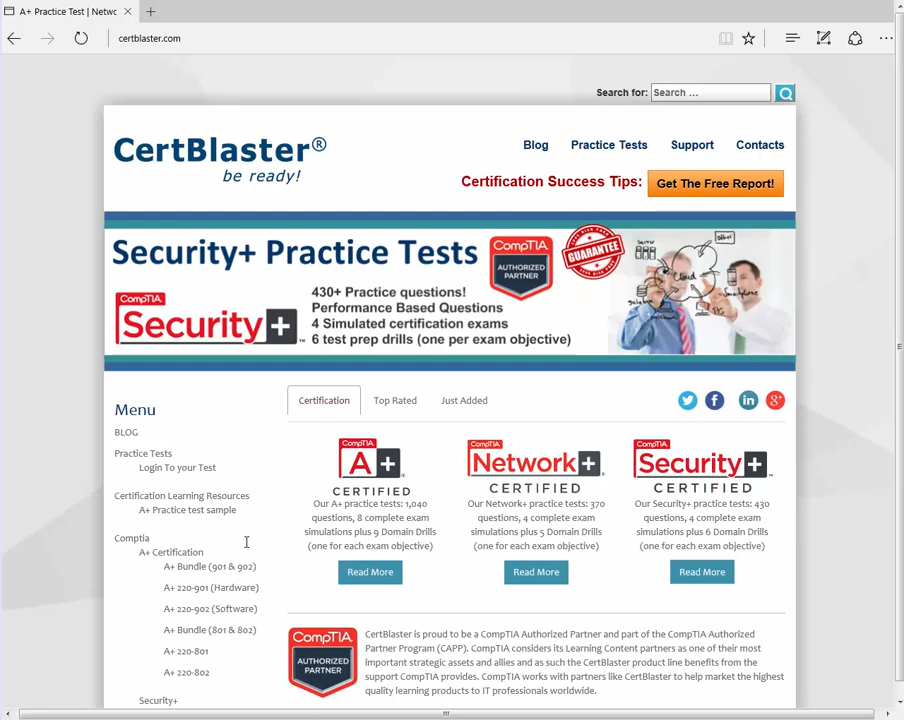 A+ Practice Test | Netwc
certblaster.com
Search for: Search ...
CertBlaster®
be ready!
Blog Practice Tests Support Contacts
Certification Success Tips: Get The Free Report!
Security+ Practice Tests
CompTIA
AUTHORIZED
PARTNER
GUARANTEE
CompTIA
Security+
430+ Practice questions!
Performance Based Questions
4 Simulated certification exams
6 test prep drills (one per exam objective)
Server
Cloud
Other
Smartphone
PC
Menu
BLOG
Practice Tests
Login To your Test
Certification Learning Resources
A+ Practice test sample
Comptia
A+ Certification
A+ Bundle (901 & 902)
A+ 220-901 (Hardware)
A+ 220-902 (Software)
A+ Bundle (801 & 802)
A+ 220-801
A+ 220-802
Security+
Certification Top Rated Just Added
CompTIA
A+
CERTIFIED
Our A+ practice tests: 1,040
questions, 8 complete exam
simulations plus 9 Domain Drills
(one for each exam objective)
Read More
CompTIA
Network+
CERTIFIED
Our Network+ practice tests: 370
questions, 4 complete exam
simulations plus 5 Domain Drills
(one for each exam objective)
Read More
CompTIA
Security+
CERTIFIED
Our Security+ practice tests: 430
questions, 4 complete exam
simulations plus 6 Domain Drills
(one for each exam objective)
Read More
CompTIA
AUTHORIZED
PARTNER
CertBlaster is proud to be a CompTIA Authorized Partner and part of the CompTIA Authorized
Partner Program (CAPP). CompTIA considers its Learning Content partners as one of their most
important strategic assets and allies and as such the CertBlaster product line benefits from the
support CompTIA provides. CompTIA works with partners like CertBlaster to help market the highest
quality learning products to IT professionals worldwide.